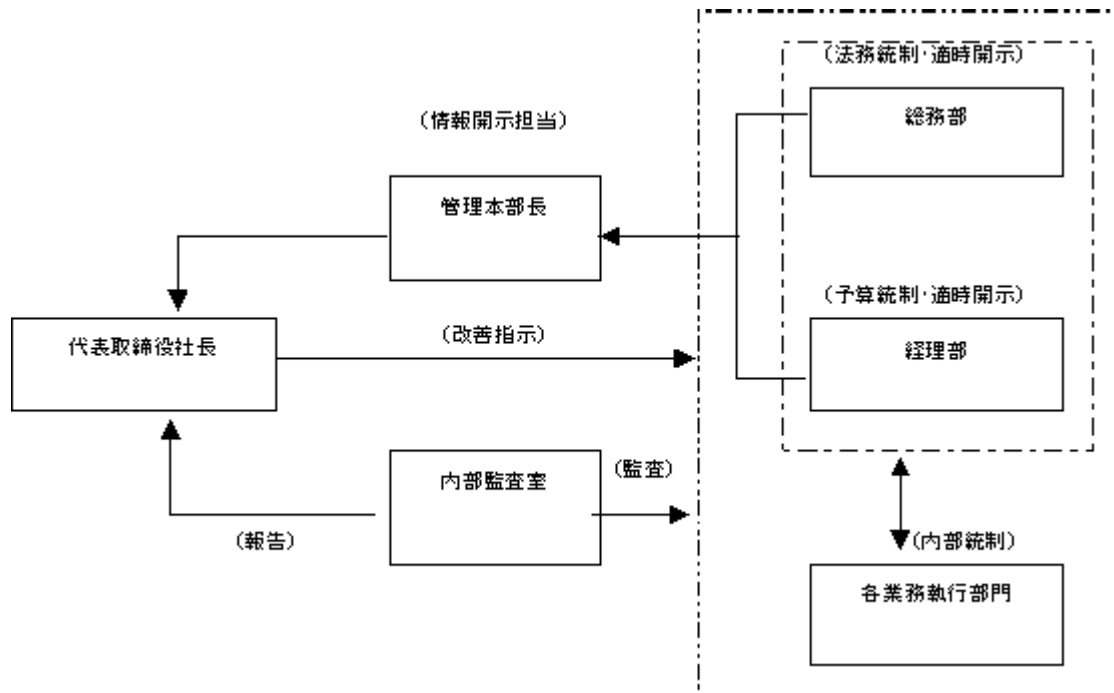 （法務統制・適時開示）
総務部
（情報開示担当）
管理本部長
（予算統制・適時開示）
代表取締役社長
（改善指示）
経理部
内部監査室
（監査）
（報告）
（内部統制）
各業務執行部門